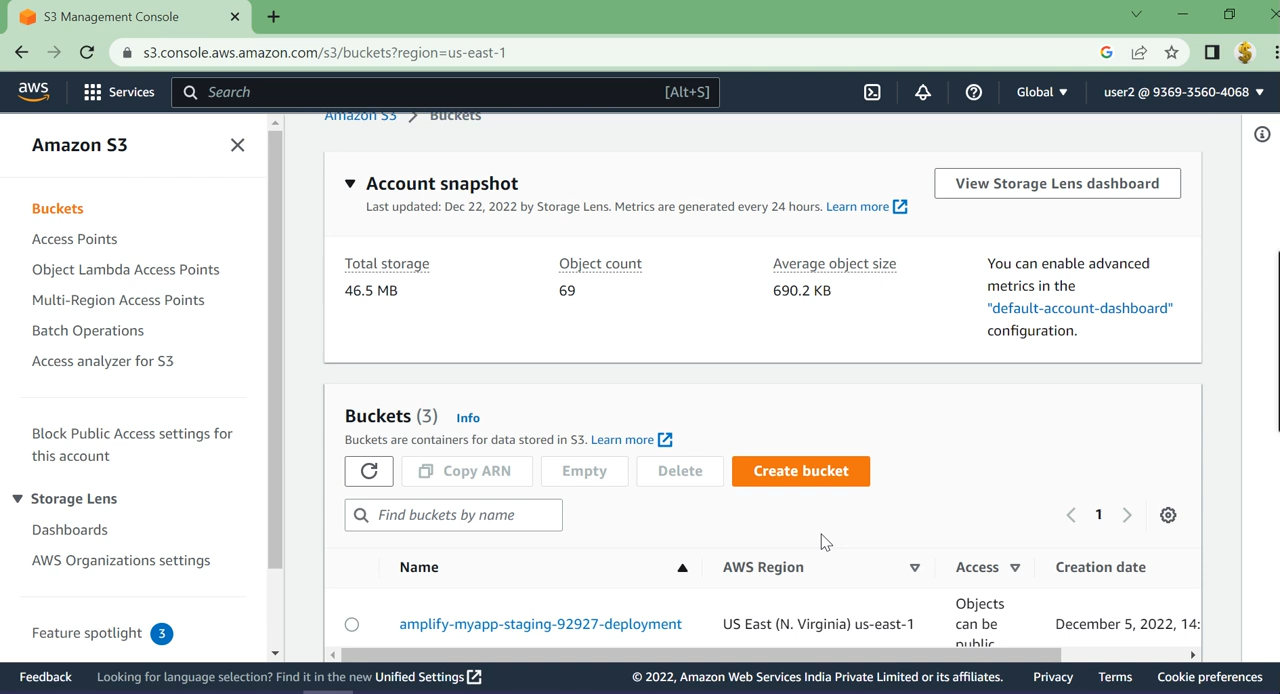 S3 Management Console
s3.console.aws.amazon.com/s3/buckets?region=us-east-1
aws
Services
Search
[Alt+S]
Global
user2 @ 9369-3560-4068
Amazon S3
Buckets
Access Points
Object Lambda Access Points
Multi-Region Access Points
Batch Operations
Access analyzer for S3
Block Public Access settings for
this account
Storage Lens
Dashboards
AWS Organizations settings
Feature spotlight 3
Amazon S3 > Buckets
Account snapshot
Last updated: Dec 22, 2022 by Storage Lens. Metrics are generated every 24 hours. Learn more
View Storage Lens dashboard
Total storage
46.5 MB
Object count
69
Average object size
690.2 KB
You can enable advanced
metrics in the
"default-account-dashboard"
configuration.
Buckets (3) Info
Buckets are containers for data stored in S3. Learn more
Copy ARN
Empty
Delete
Create bucket
Find buckets by name
1
Name
AWS Region
Access
Creation date
amplify-myapp-staging-92927-deployment
US East (N. Virginia) us-east-1
Objects
can be
public
December 5, 2022, 14:
Feedback
Looking for language selection? Find it in the new Unified Settings
© 2022, Amazon Web Services India Private Limited or its affiliates.
Privacy
Terms
Cookie preferences